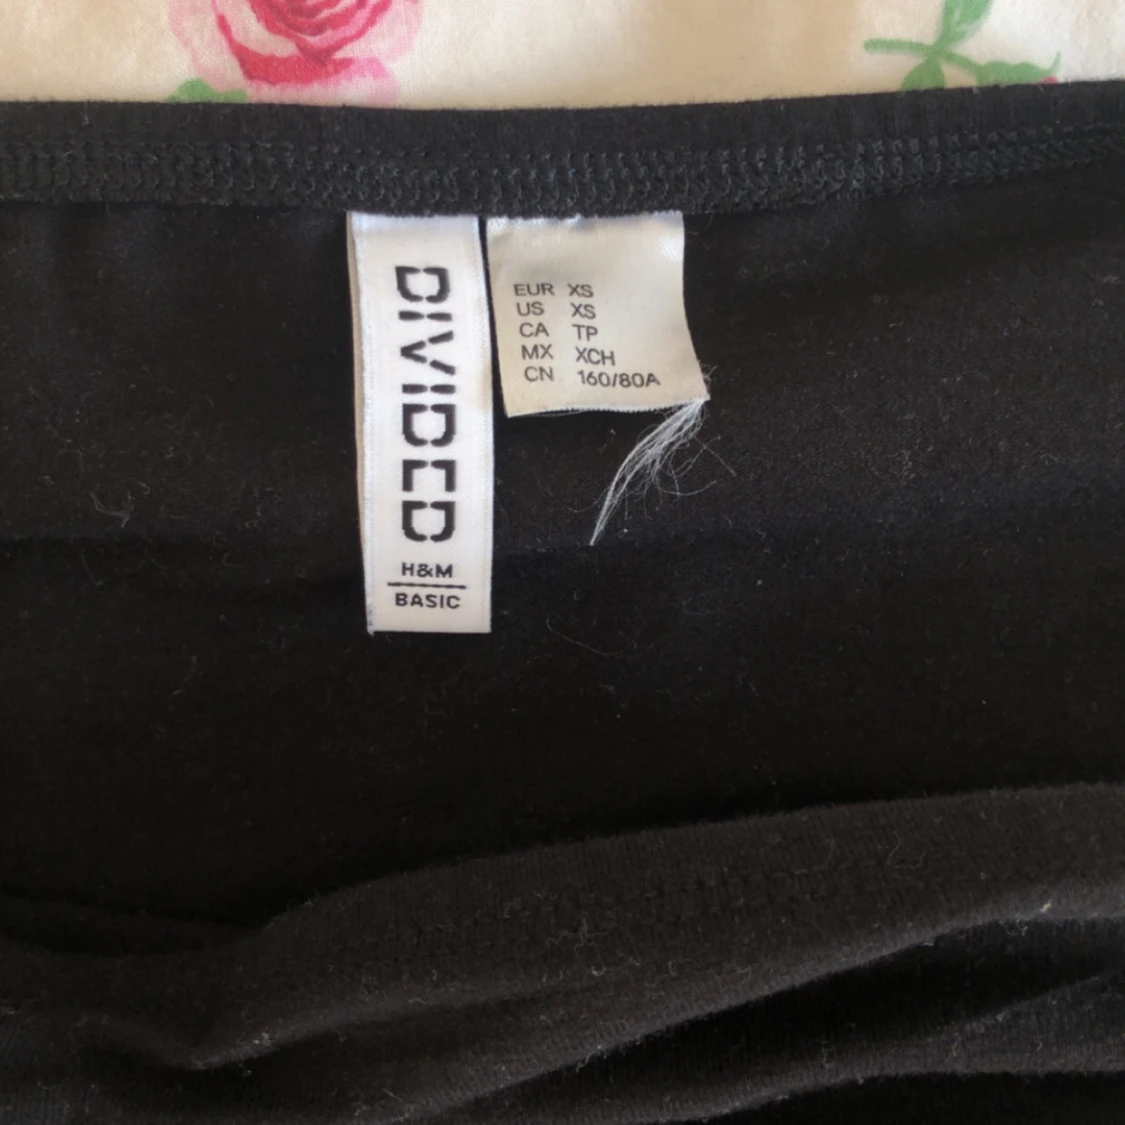 DIVIDED
H&M
BASIC
EUR XS
US XS
CA TP
MX XCH
CN 160/80A